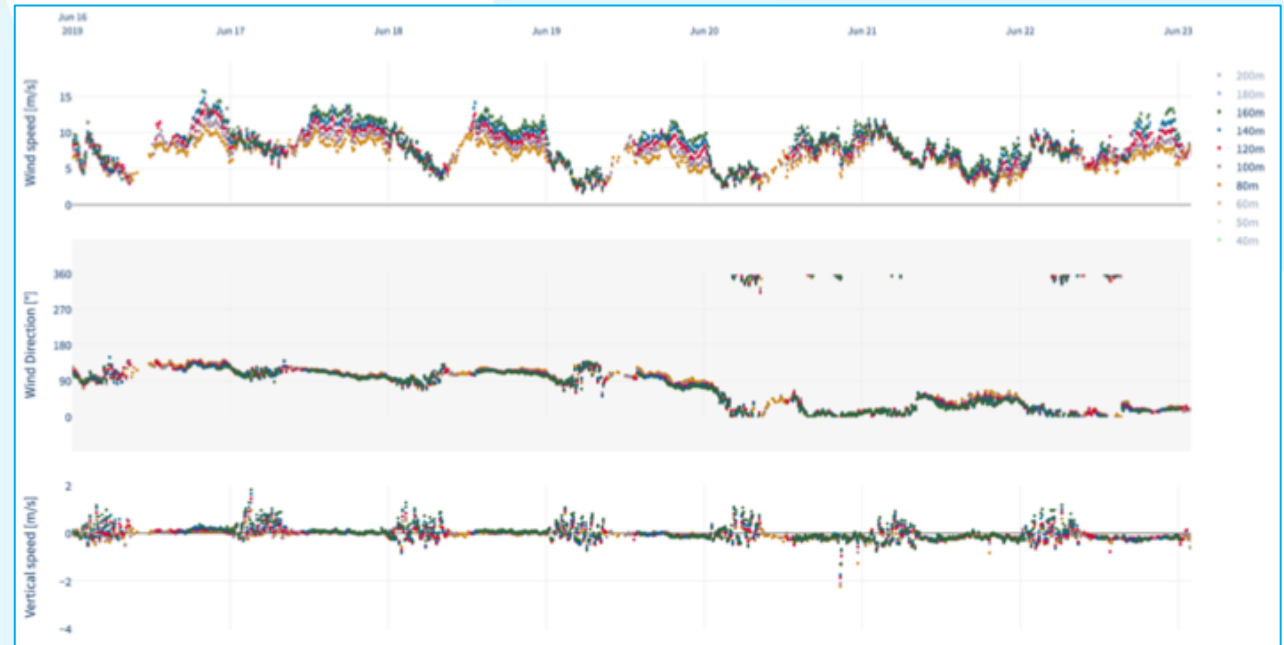 Jun 16
2019
Jun 17
Jun 18
Jun 19
Jun 20
Jun 21
Jun 22
Jun 23
Wind speed [m/s]
15
10
5
0
200m
180m
160m
140m
120m
100m
80m
60m
50m
40m
Wind Direction [°]
360
270
180
90
0
Vertical speed [m/s]
2
0
−2
−4